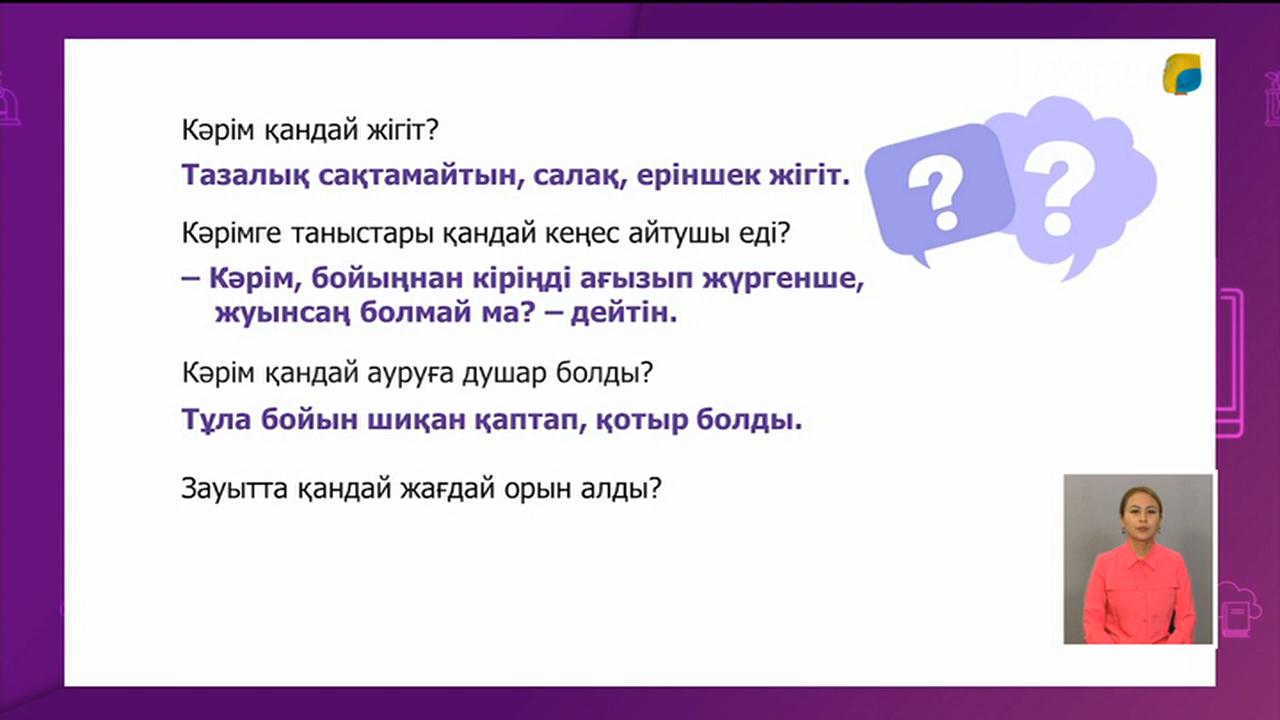 Кәрім қандай жігіт?
Тазалық сақтамайтын, салақ, еріншек жігіт.
Кәрімге таныстары қандай кеңес айтушы еді?
– Кәрім, бойыңнан кіріңді ағызып жүргенше,
жуынсаң болмай ма? – дейтін.
Кәрім қандай ауруға душар болды?
Тұла бойын шиқан қаптап, қотыр болды.
Зауытта қандай жағдай орын алды?
? ?